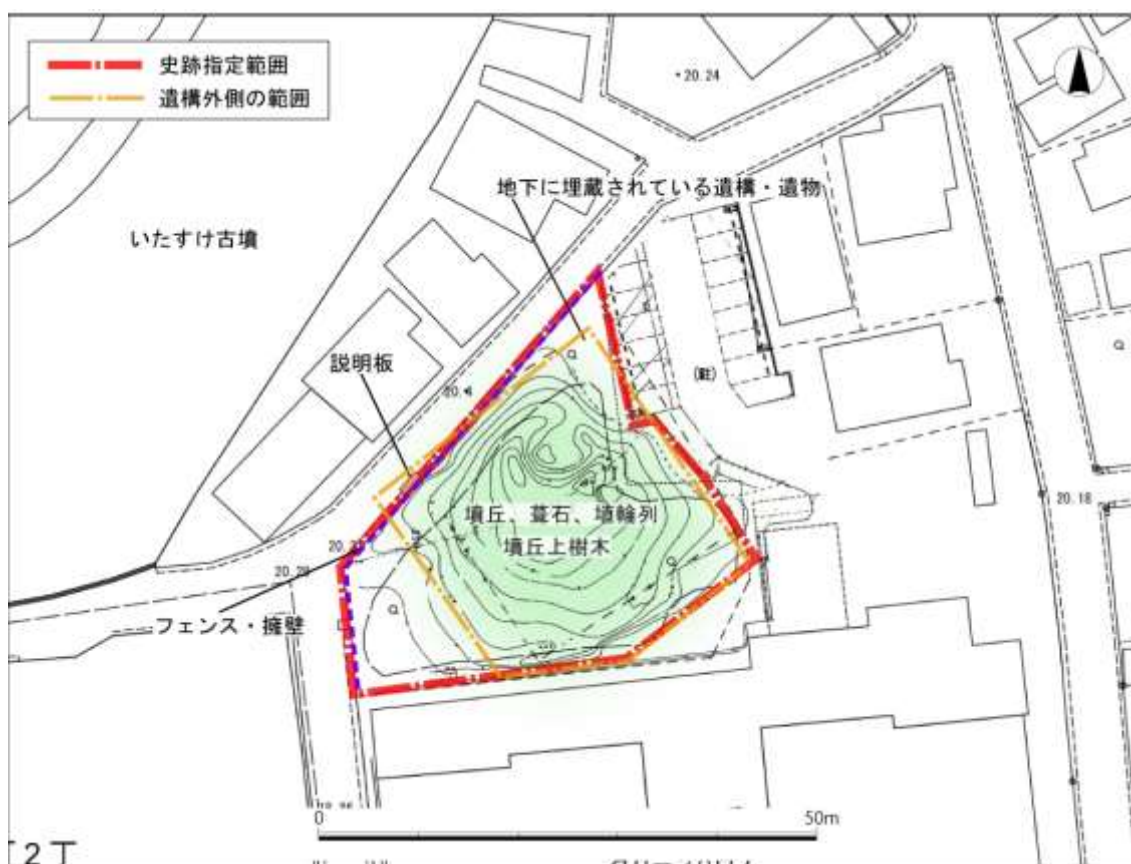 史跡指定範囲
遺構外側の範囲
20.24
地下に埋蔵されている遺構・遺物
いたすけ古墳
説明板
(駐)
20.18
墳丘、葺石、埴輪列
墳丘上樹木
フェンス・擁壁
0
50m
2丁